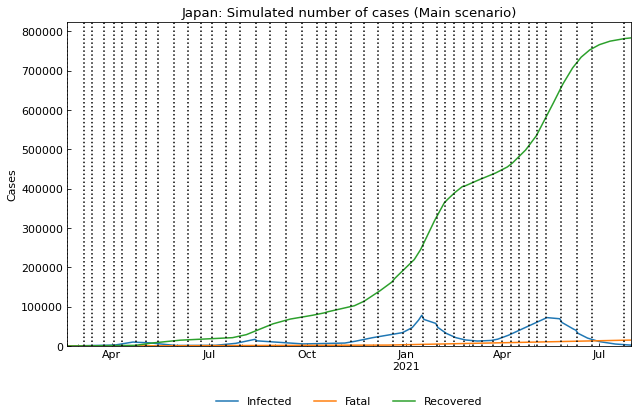 Japan: Simulated number of cases (Main scenario)
800000
700000
600000
500000
400000
300000
200000
100000
0
Cases
Apr Jul Oct Jan Apr Jul
2021
Infected Fatal Recovered